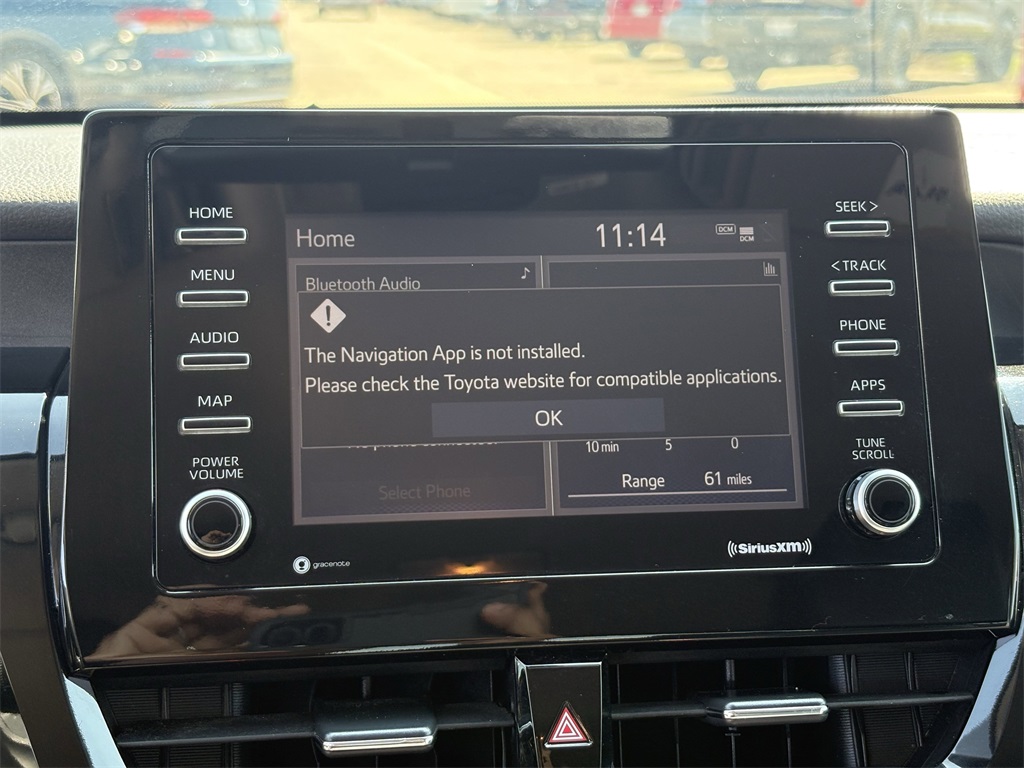 HOME
MENU
AUDIO
MAP
POWER
VOLUME
Home
11:14
DCM
DCM
Bluetooth Audio
The Navigation App is not installed.
Please check the Toyota website for compatible applications.
OK
10 min 5 0
Select Phone
Range 61 miles
SEEK >
< TRACK
PHONE
APPS
TUNE
SCROLL
gracenote
((SiriusXM))